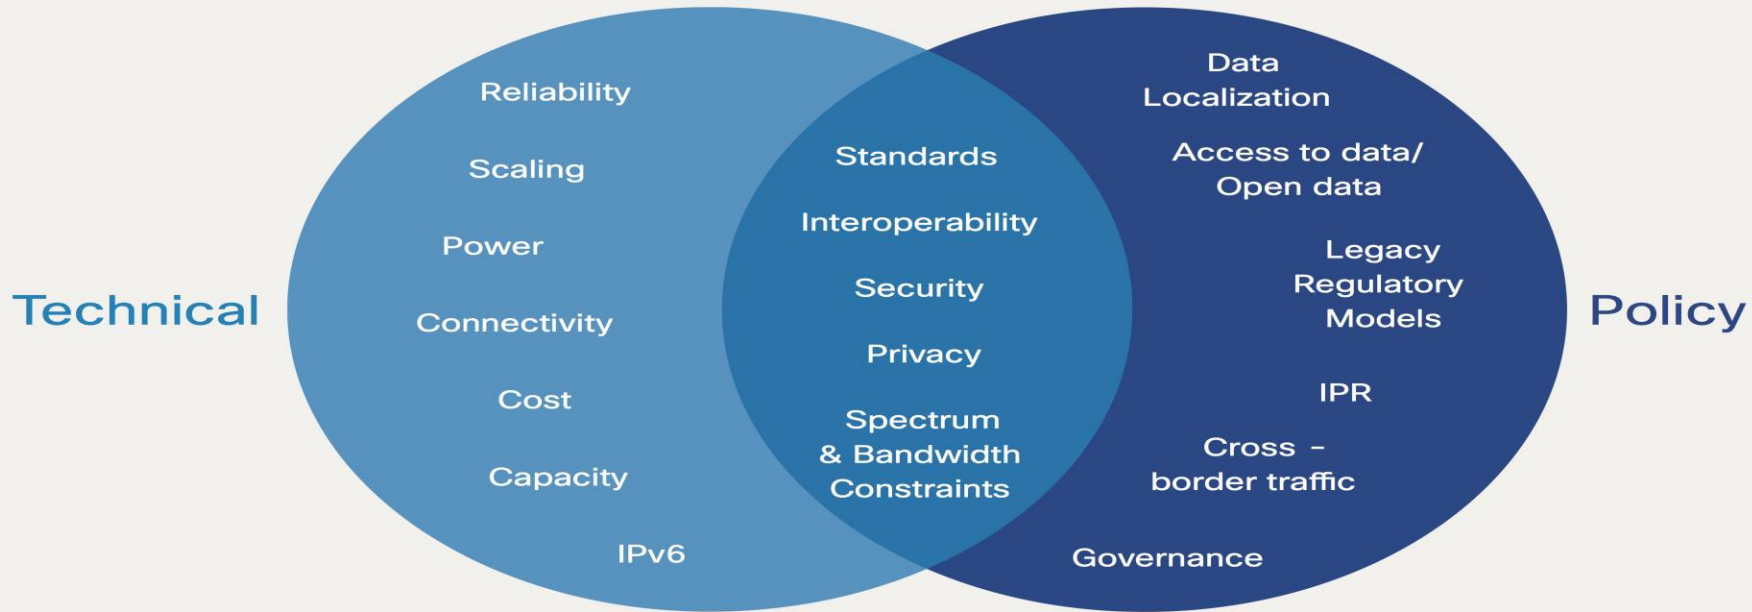 Technical
Reliability
Scaling
Power
Connectivity
Cost
Capacity
IPv6
Standards
Interoperability
Security
Privacy
Spectrum
& Bandwidth
Constraints
Data
Localization
Access to data/
Open data
Legacy
Regulatory
Models
IPR
Cross –
border traffic
Governance
Policy